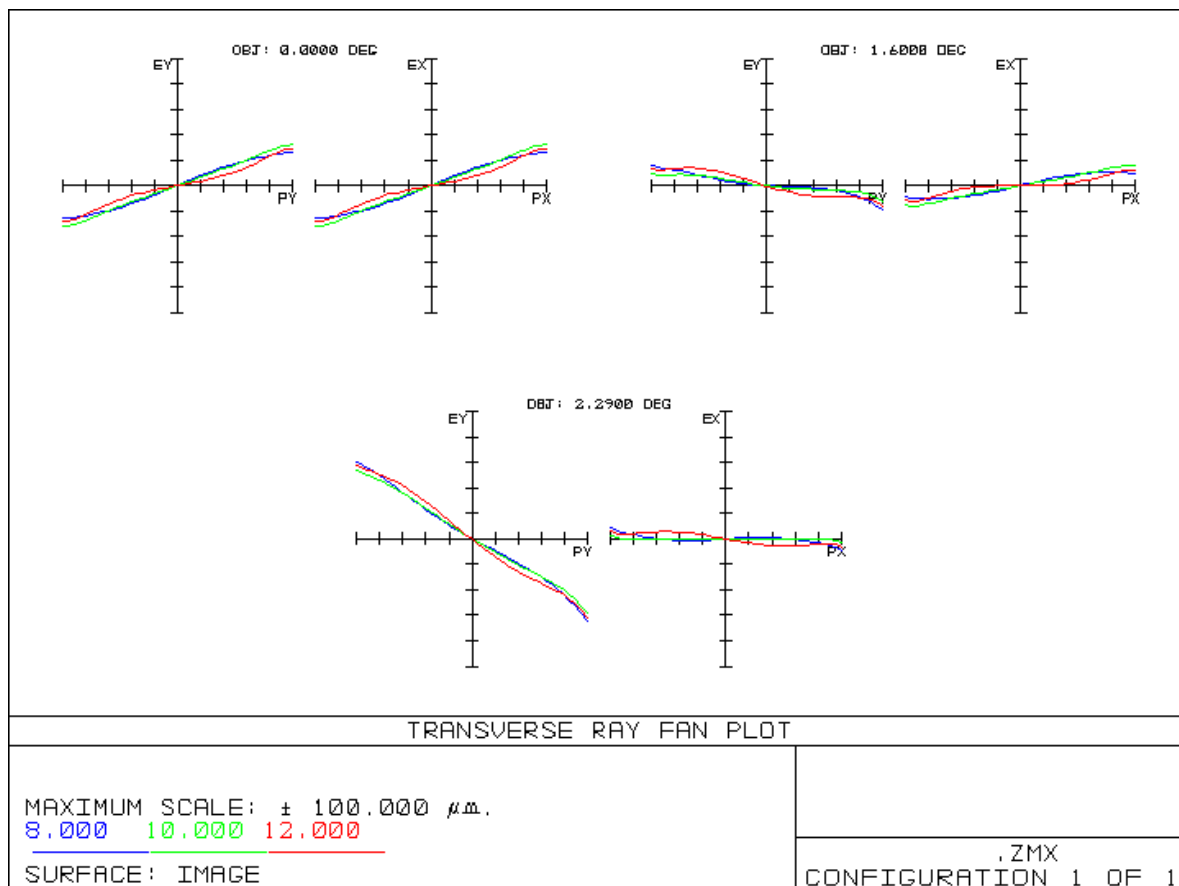 OBJ: 0.0000 DEG
OBJ: 1.6000 DEG
EY
EX
EY
EX
PY
PX
PY
PX
OBJ: 2.2900 DEG
EY
EX
PY
PX
TRANSVERSE RAY FAN PLOT
MAXIMUM SCALE: ± 100.000 µm.
8.000 10.000 12.000
SURFACE: IMAGE
.ZMX
CONFIGURATION 1 OF 1